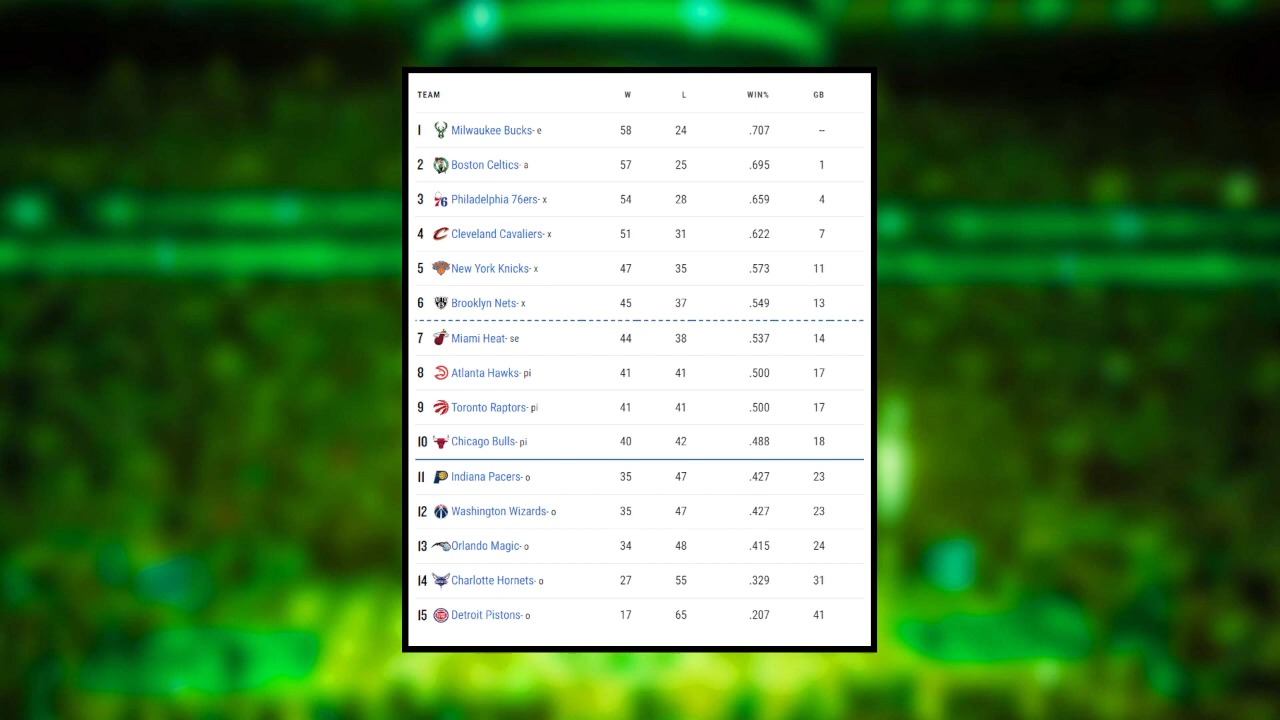 TEAM W L WIN% GB
1 Milwaukee Bucks- e 58 24 .707 --
2 Boston Celtics- a 57 25 .695 1
3 76 Philadelphia 76ers- x 54 28 .659 4
4 Cleveland Cavaliers- x 51 31 .622 7
5 New York Knicks- x 47 35 .573 11
6 Brooklyn Nets- x 45 37 .549 13
7 Miami Heat- se 44 38 .537 14
8 Atlanta Hawks- pi 41 41 .500 17
9 Toronto Raptors- pi 41 41 .500 17
10 Chicago Bulls- pi 40 42 .488 18
11 Indiana Pacers- o 35 47 .427 23
12 Washington Wizards- o 35 47 .427 23
13 Orlando Magic- o 34 48 .415 24
14 Charlotte Hornets- o 27 55 .329 31
15 Detroit Pistons- o 17 65 .207 41